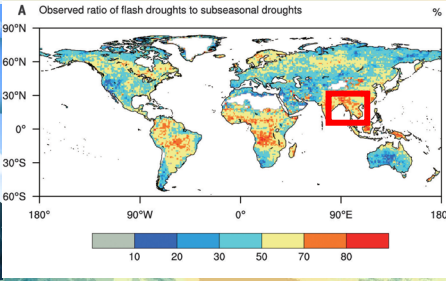 A Observed ratio of flash droughts to subseasonal droughts %
90°N
60°N
30°N
0°
30°S
60°S
180° 90°W 0° 90°E 180
10 20 30 50 70 80